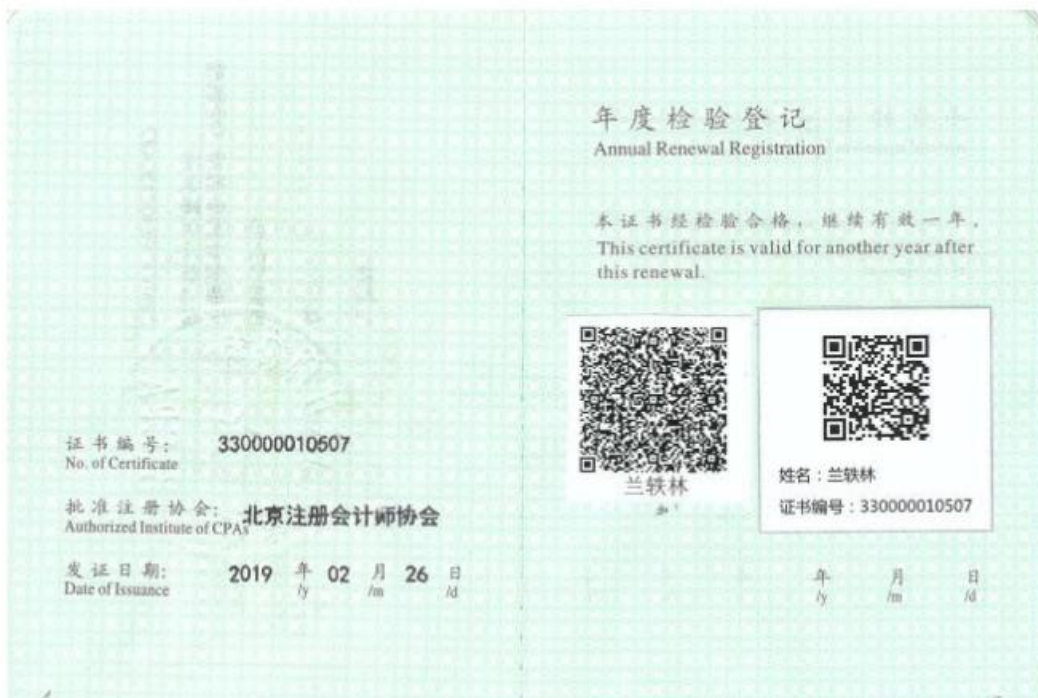 证书编号: 330000010507
No. of Certificate
批准注册协会: 北京注册会计师协会
Authorized Institute of CPAs
发证日期: 2019 年 02 月 26 日
Date of Issuance /y /m /d
年度检验登记
Annual Renewal Registration
本证书经检验合格，继续有效一年。
This certificate is valid for another year after
this renewal.
兰轶林
姓名：兰轶林
证书编号：330000010507
年 月 日
/y /m /d